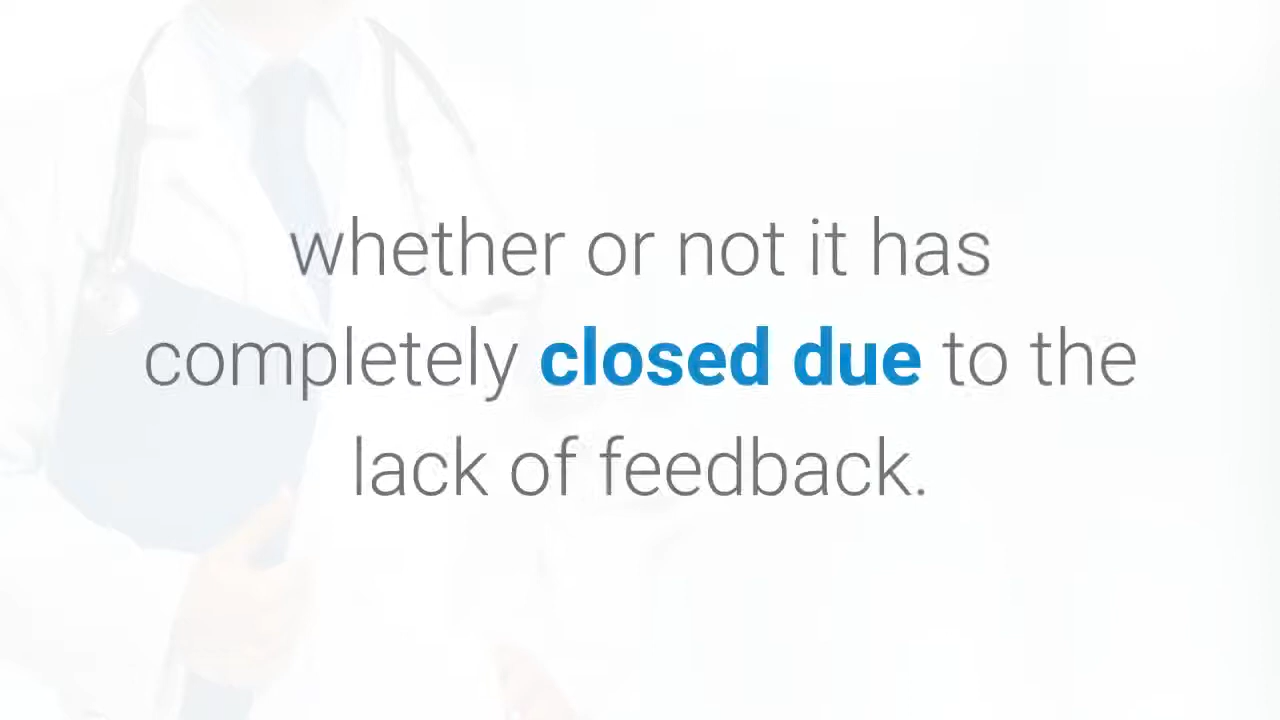 whether or not it has
completely closed due to the
lack of feedback.